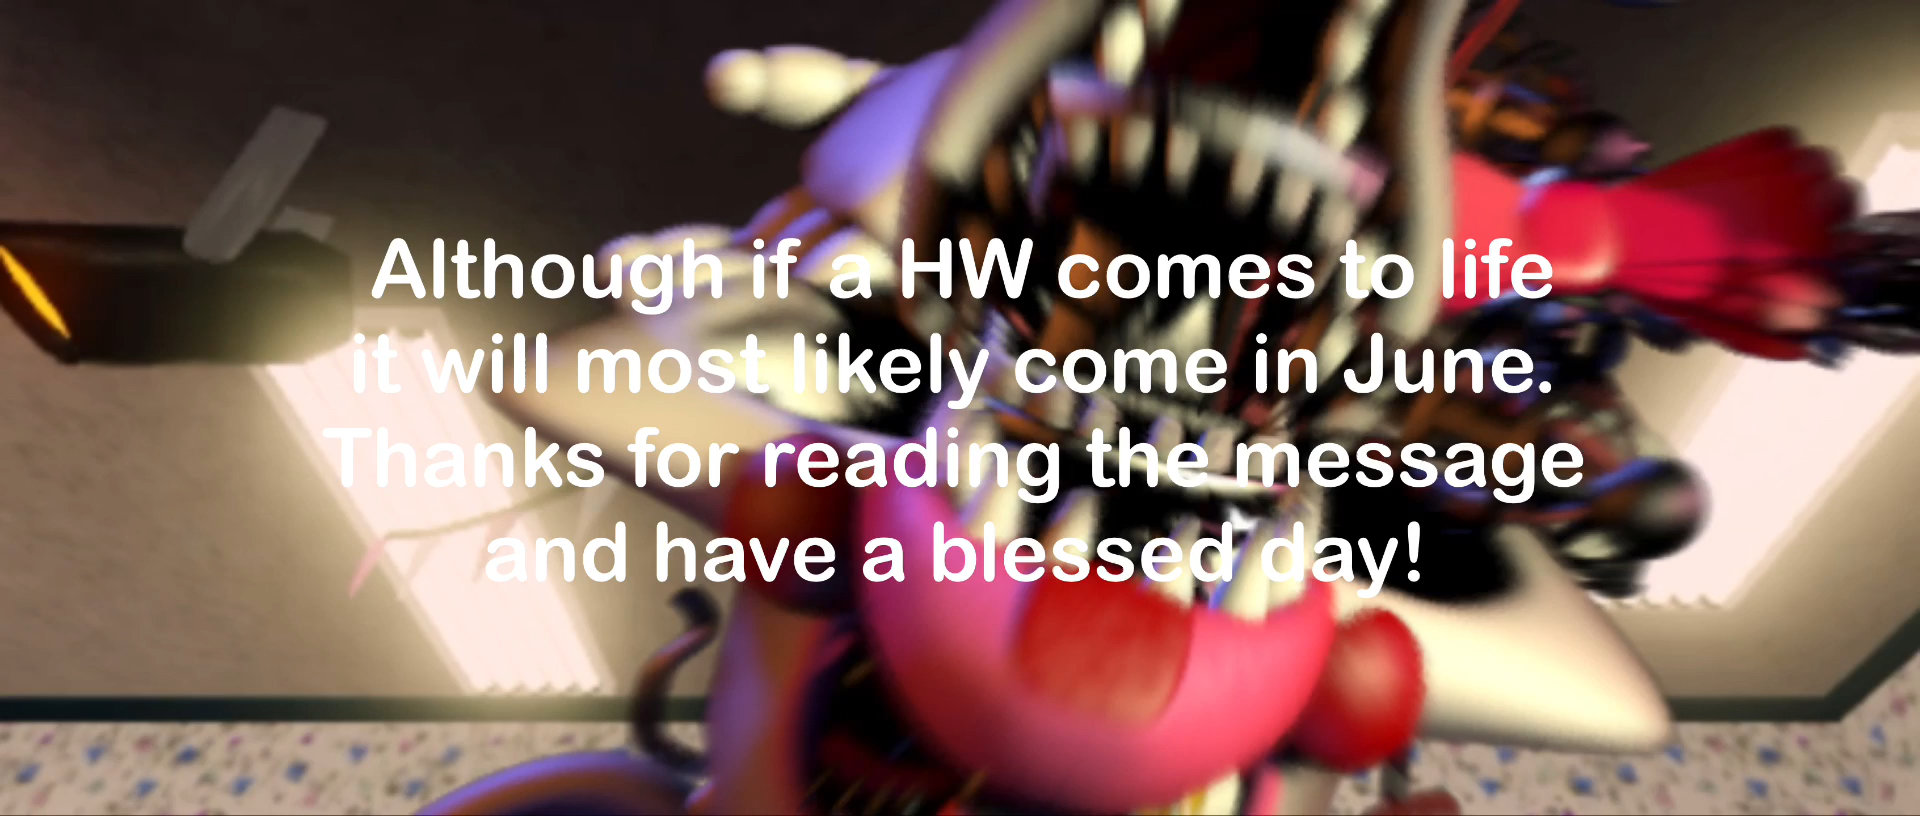 Although if a HW comes to life
it will most likely come in June.
Thanks for reading the message
and have a blessed day!